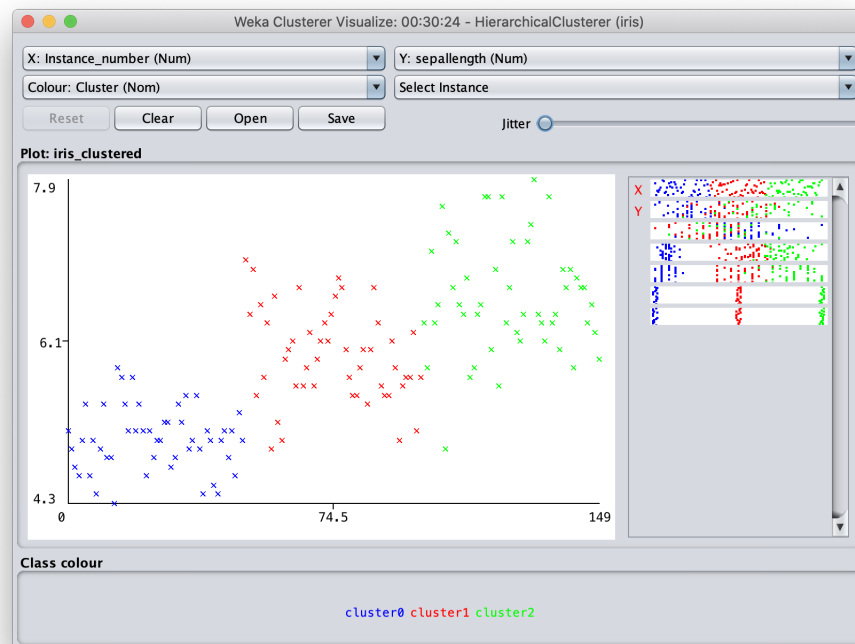 Weka Clusterer Visualize: 00:30:24 - HierarchicalClusterer (iris)
X: Instance_number (Num) Y: sepallength (Num)
Colour: Cluster (Nom) Select Instance
Reset Clear Open Save Jitter
Plot: iris_clustered
7.9
6.1
4.3
0 74.5 149
X
Y
Class colour
cluster0 cluster1 cluster2